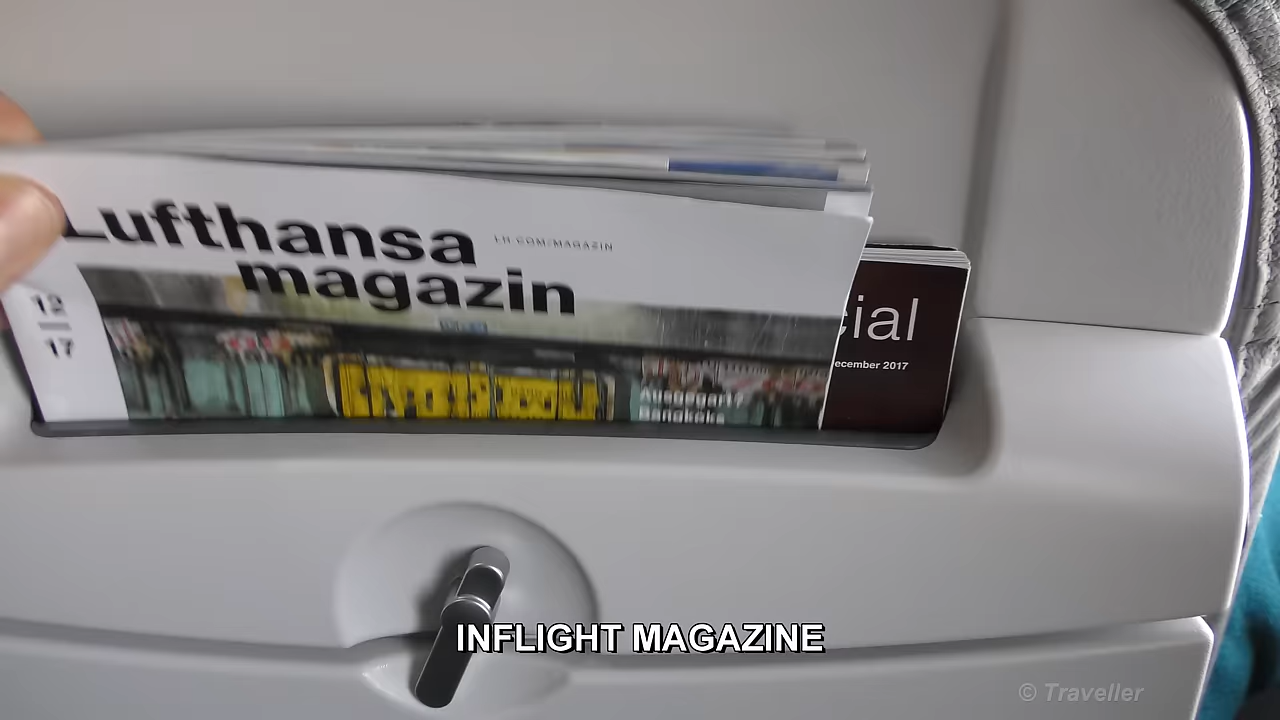 Lufthansa
magazin
LH.COM/MAGAZIN
12
17
cial
ecember 2017
INFLIGHT MAGAZINE
© Traveller